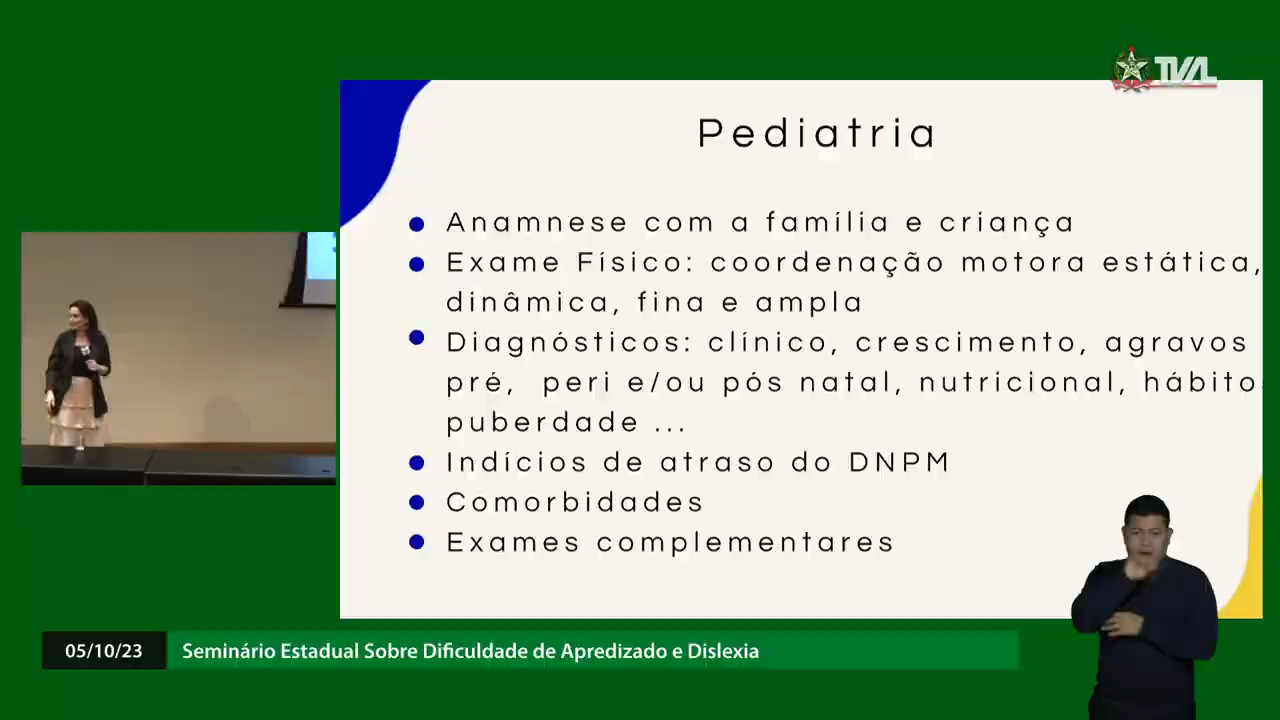 TVAL
Pediatria
Anamnese com a família e criança
Exame Físico: coordenação motora estática,
dinâmica, fina e ampla
Diagnósticos: clínico, crescimento, agravos
pré, peri e/ou pós natal, nutricional, hábito
puberdade ...
Indícios de atraso do DNPM
Comorbidades
Exames complementares
05/10/23
Seminário Estadual Sobre Dificuldade de Apredizado e Dislexia